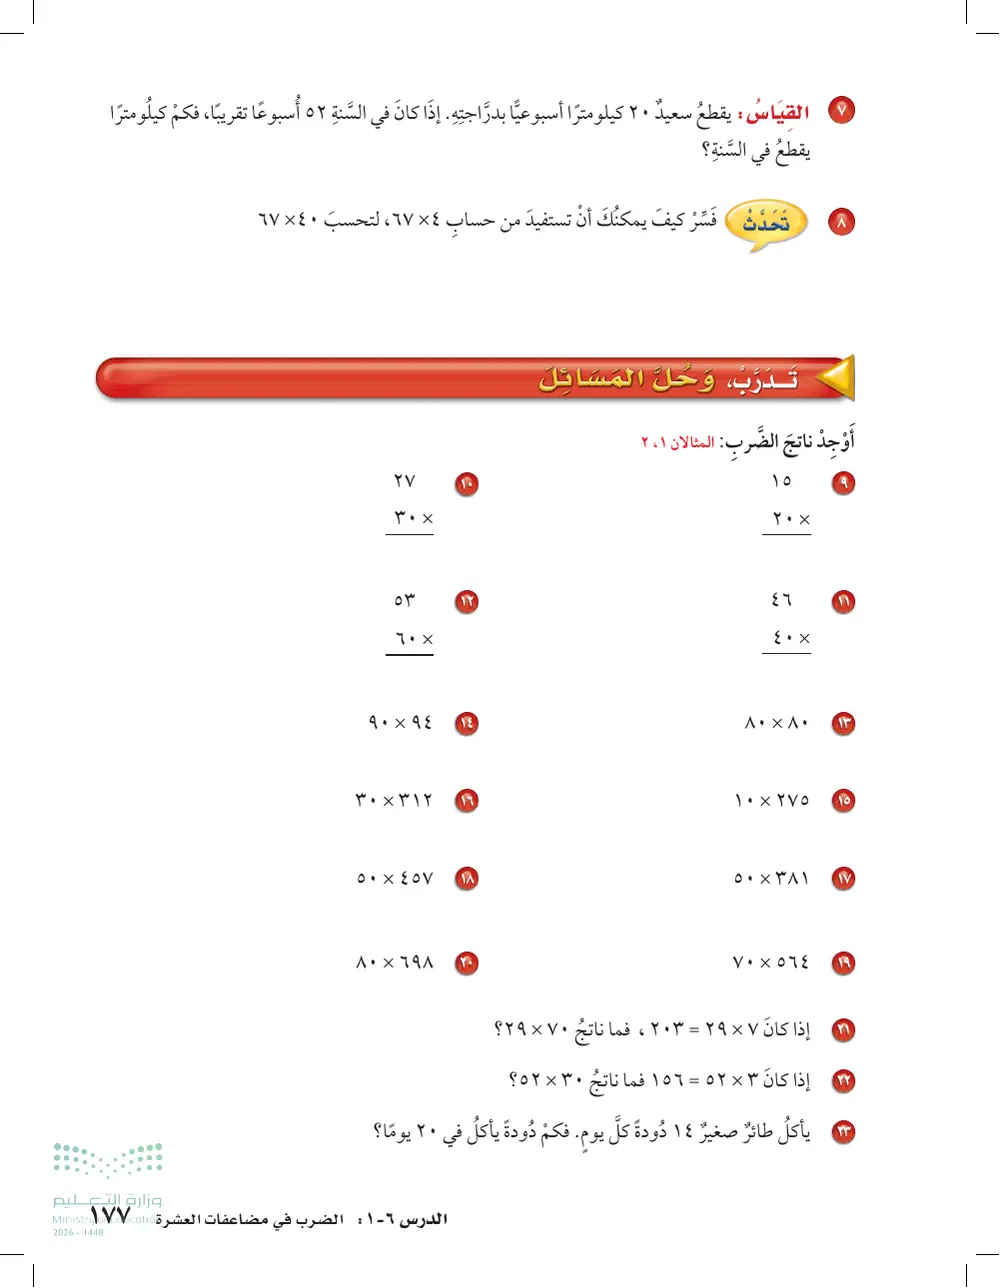 ٧ القِيَاسُ: يقطعُ سعيدٌ ٢٠ كيلومترًا أسبوعيًّا بدرَّاجتِهِ. إذَا كانَ في السَّنةِ ٥٢ أُسبوعًا تقريبًا، فكمْ كيلُومترًا
يقطعُ في السَّنةِ؟
٨ تَحَدَّثْ فَسِّرْ كيفَ يمكنُكَ أنْ تستفيدَ من حسابِ ٤ × ٦٧، لتحسبَ ٤٠ × ٦٧
تَــدَرَّبْ، وَحُلَّ المَسَائِلَ
أَوْجِدْ ناتجَ الضَّربِ: المثالان ١، ٢
٩ ١٥ ١٠ ٢٧
× ٢٠ × ٣٠
١١ ٤٦ ١٢ ٥٣
× ٤٠ × ٦٠
١٣ ٨٠ × ٨٠ ١٤ ٩٤ × ٩٠
١٥ ٢٧٥ × ١٠ ١٦ ٣١٢ × ٣٠
١٧ ٣٨١ × ٥٠ ١٨ ٤٥٧ × ٥٠
١٩ ٥٦٤ × ٧٠ ٢٠ ٦٩٨ × ٨٠
٢١ إذا كانَ ٧ × ٢٩ = ٢٠٣ ، فما ناتجُ ٧٠ × ٢٩؟
٢٢ إذا كانَ ٣ × ٥٢ = ١٥٦ فما ناتجُ ٣٠ × ٥٢؟
٢٣ يأكلُ طائرٌ صغيرٌ ١٤ دُودةً كلَّ يومٍ. فكمْ دُودةً يأكلُ في ٢٠ يومًا؟
وزارة التعـــليم
الدرس ٦-١: الضرب في مضاعفات العشرة ١٧٧
Ministry of Education
2026 - 1448